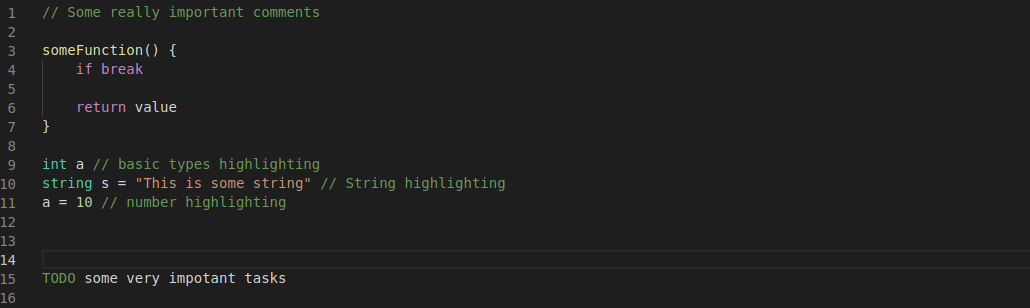 1 // Some really important comments
2
3 someFunction() {
4     if break
5
6     return value
7 }
8
9 int a // basic types highlighting
10 string s = "This is some string" // String highlighting
11 a = 10 // number highlighting
12
13
14
15 TODO some very impotant tasks
16